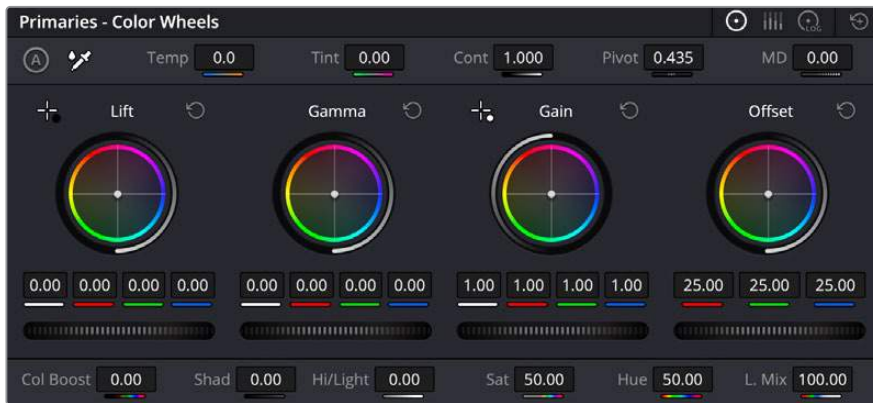 Primaries - Color Wheels
LOG
A Temp 0.0 Tint 0.00 Cont 1.000 Pivot 0.435 MD 0.00
Lift Gamma Gain Offset
0.00 0.00 0.00 0.00 0.00 0.00 0.00 0.00 1.00 1.00 1.00 1.00 25.00 25.00 25.00
Col Boost 0.00 Shad 0.00 Hi/Light 0.00 Sat 50.00 Hue 50.00 L. Mix 100.00